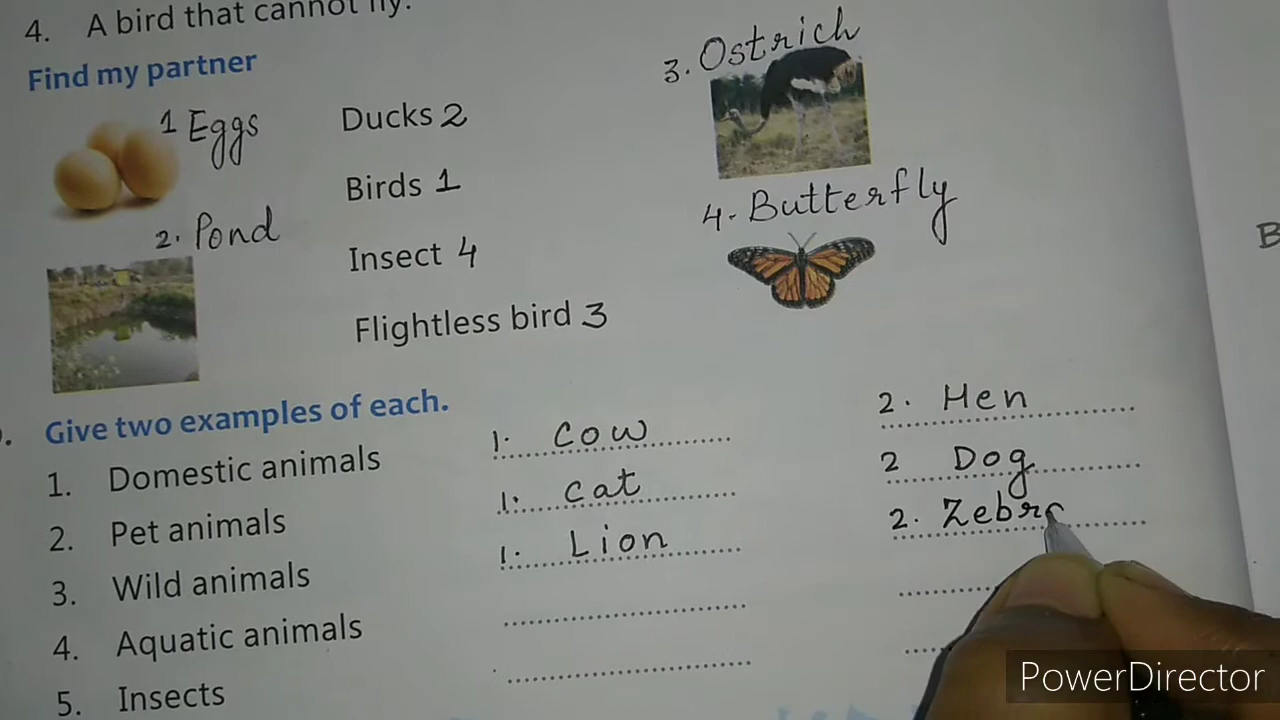 4. A bird that cannot fly.
Find my partner
1 Eggs
Ducks 2
3. Ostrich
Birds 1
2. Pond
4. Butterfly
Insect 4
Flightless bird 3
Give two examples of each.
1. Domestic animals 1. Cow 2. Hen
2. Pet animals 1. Cat 2 Dog
3. Wild animals 1. Lion 2. Zebra
4. Aquatic animals
5. Insects
PowerDirector